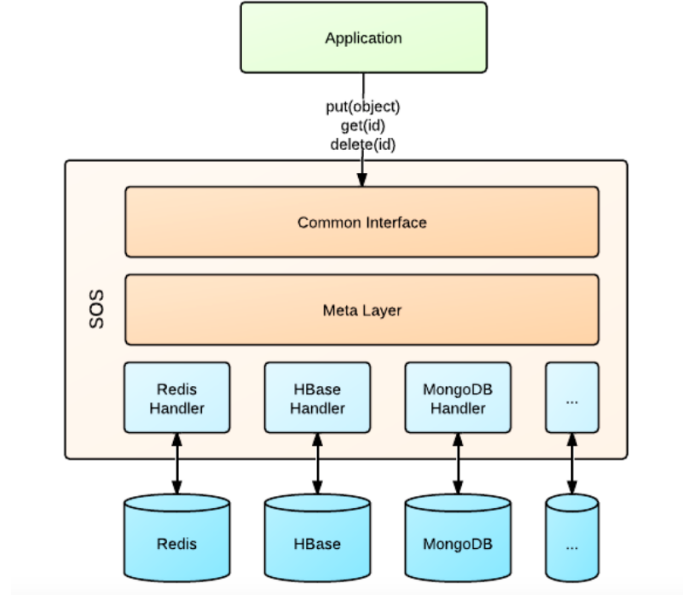 Application
put(object)
get(id)
delete(id)
SOS
Common Interface
Meta Layer
Redis
Handler
HBase
Handler
MongoDB
Handler
...
Redis
HBase
MongoDB
...